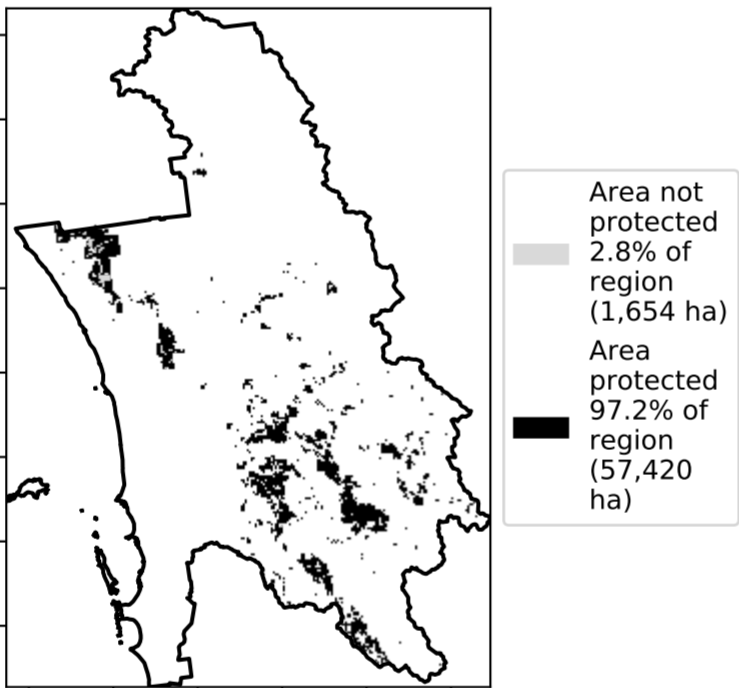 Area not
protected
2.8% of
region
(1,654 ha)
Area
protected
97.2% of
region
(57,420
ha)